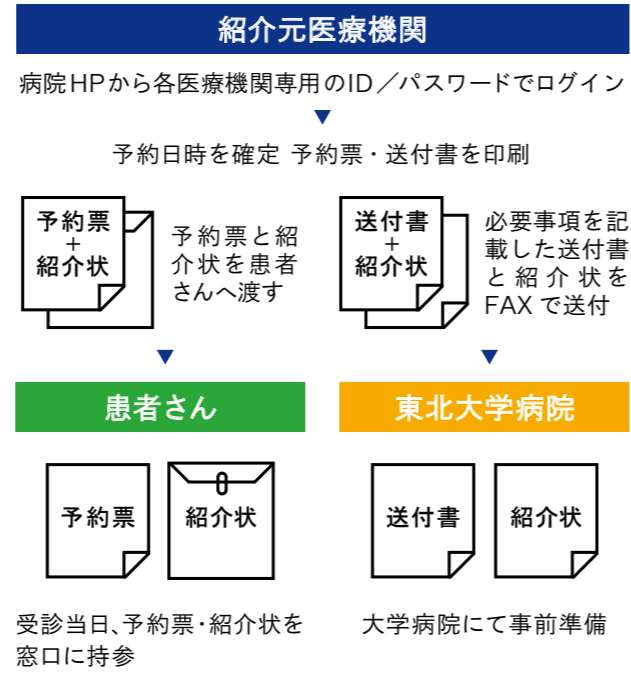 紹介元医療機関
病院HPから各医療機関専用のID／パスワードでログイン
▼
予約日時を確定 予約票・送付書を印刷
予約票
+
紹介状
予約票と紹
介状を患者
さんへ渡す
送付書
+
紹介状
必要事項を記
載した送付書
と紹介状を
FAXで送付
▼
▼
患者さん
東北大学病院
予約票
紹介状
送付書
紹介状
受診当日、予約票・紹介状を
窓口に持参
大学病院にて事前準備